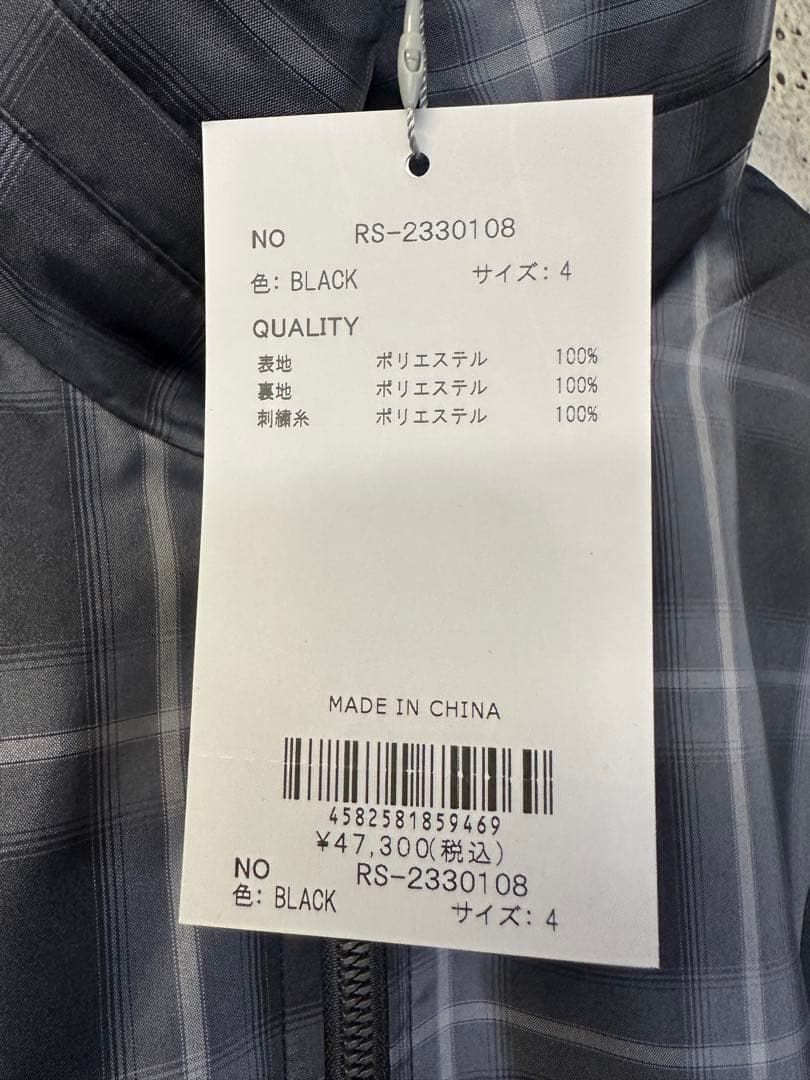 NO RS-2330108
色: BLACK サイズ: 4
QUALITY
表地 ポリエステル 100%
裏地 ポリエステル 100%
刺繍糸 ポリエステル 100%
MADE IN CHINA
4582581859469
¥47,300(税込)
NO RS-2330108
色: BLACK サイズ: 4